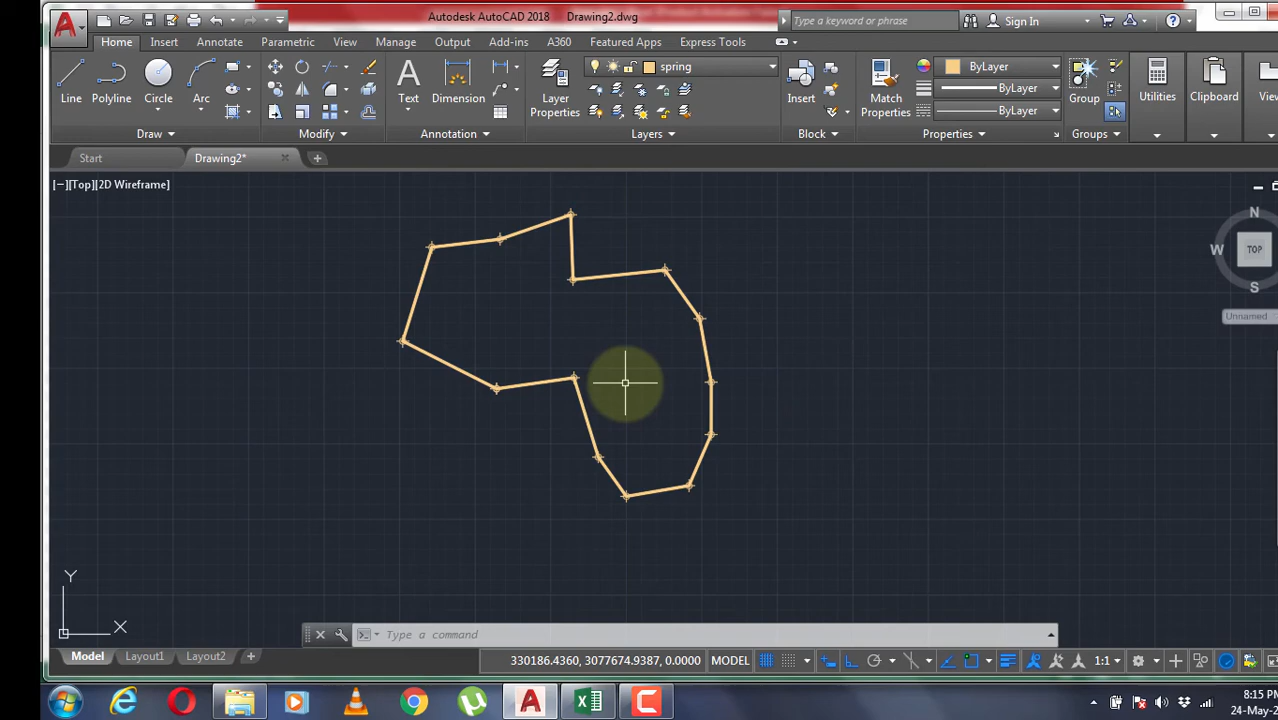 Autodesk AutoCAD 2018 Drawing2.dwg
Type a keyword or phrase
Sign In
Home Insert Annotate Parametric View Manage Output Add-ins A360 Featured Apps Express Tools
spring
ByLayer
ByLayer
ByLayer
Line Polyline Circle Arc Text Dimension Layer Properties Insert Match Properties Group Utilities Clipboard View
Draw Modify Annotation Layers Block Properties Groups
Start Drawing2*
[−][Top][2D Wireframe]
N
W TOP
S
Unnamed
Y
X
Type a command
Model Layout1 Layout2
330186.4360, 3077674.9387, 0.0000 MODEL 1:1
8:15 PM
24-May-2